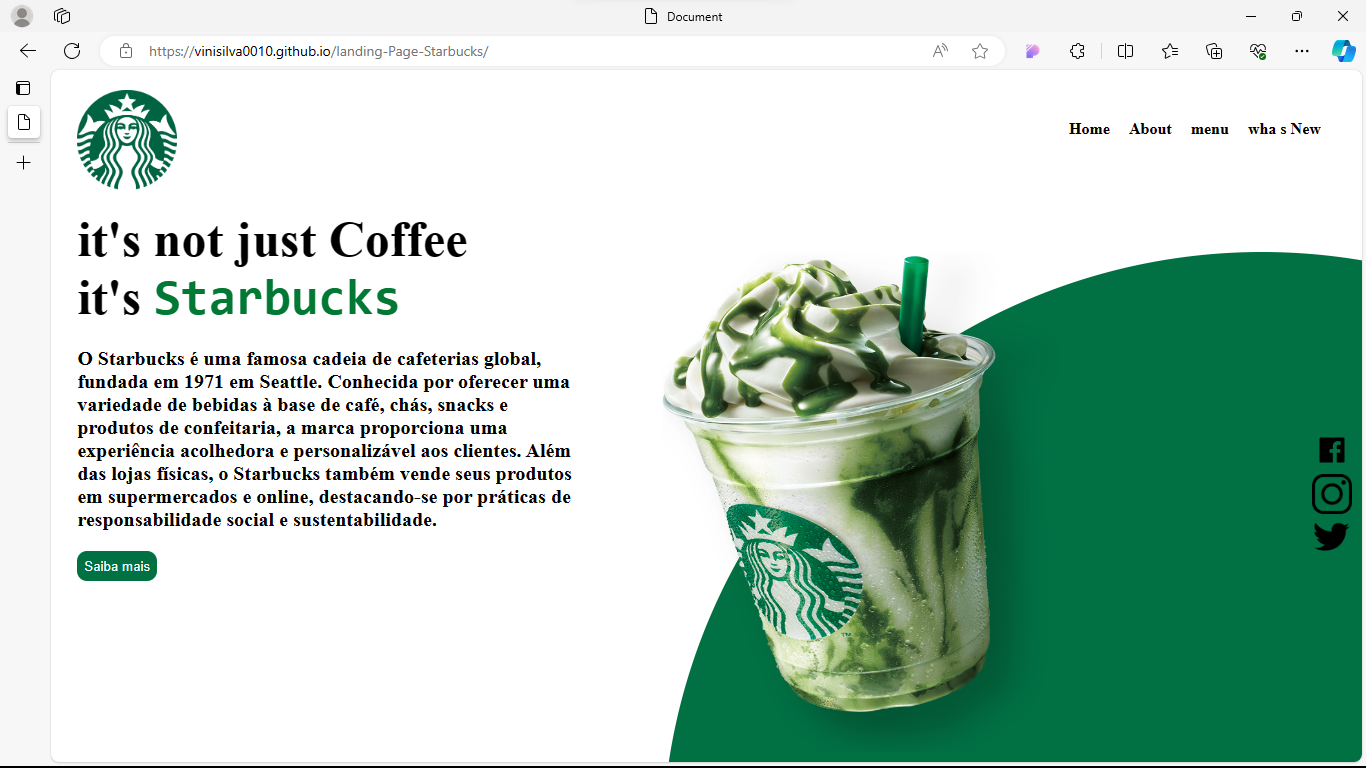 Document
https://vinisilva0010.github.io/landing-Page-Starbucks/
Home About menu wha s New
it's not just Coffee
it's Starbucks
O Starbucks é uma famosa cadeia de cafeterias global,
fundada em 1971 em Seattle. Conhecida por oferecer uma
variedade de bebidas à base de café, chás, snacks e
produtos de confeitaria, a marca proporciona uma
experiência acolhedora e personalizável aos clientes. Além
das lojas físicas, o Starbucks também vende seus produtos
em supermercados e online, destacando-se por práticas de
responsabilidade social e sustentabilidade.
Saiba mais